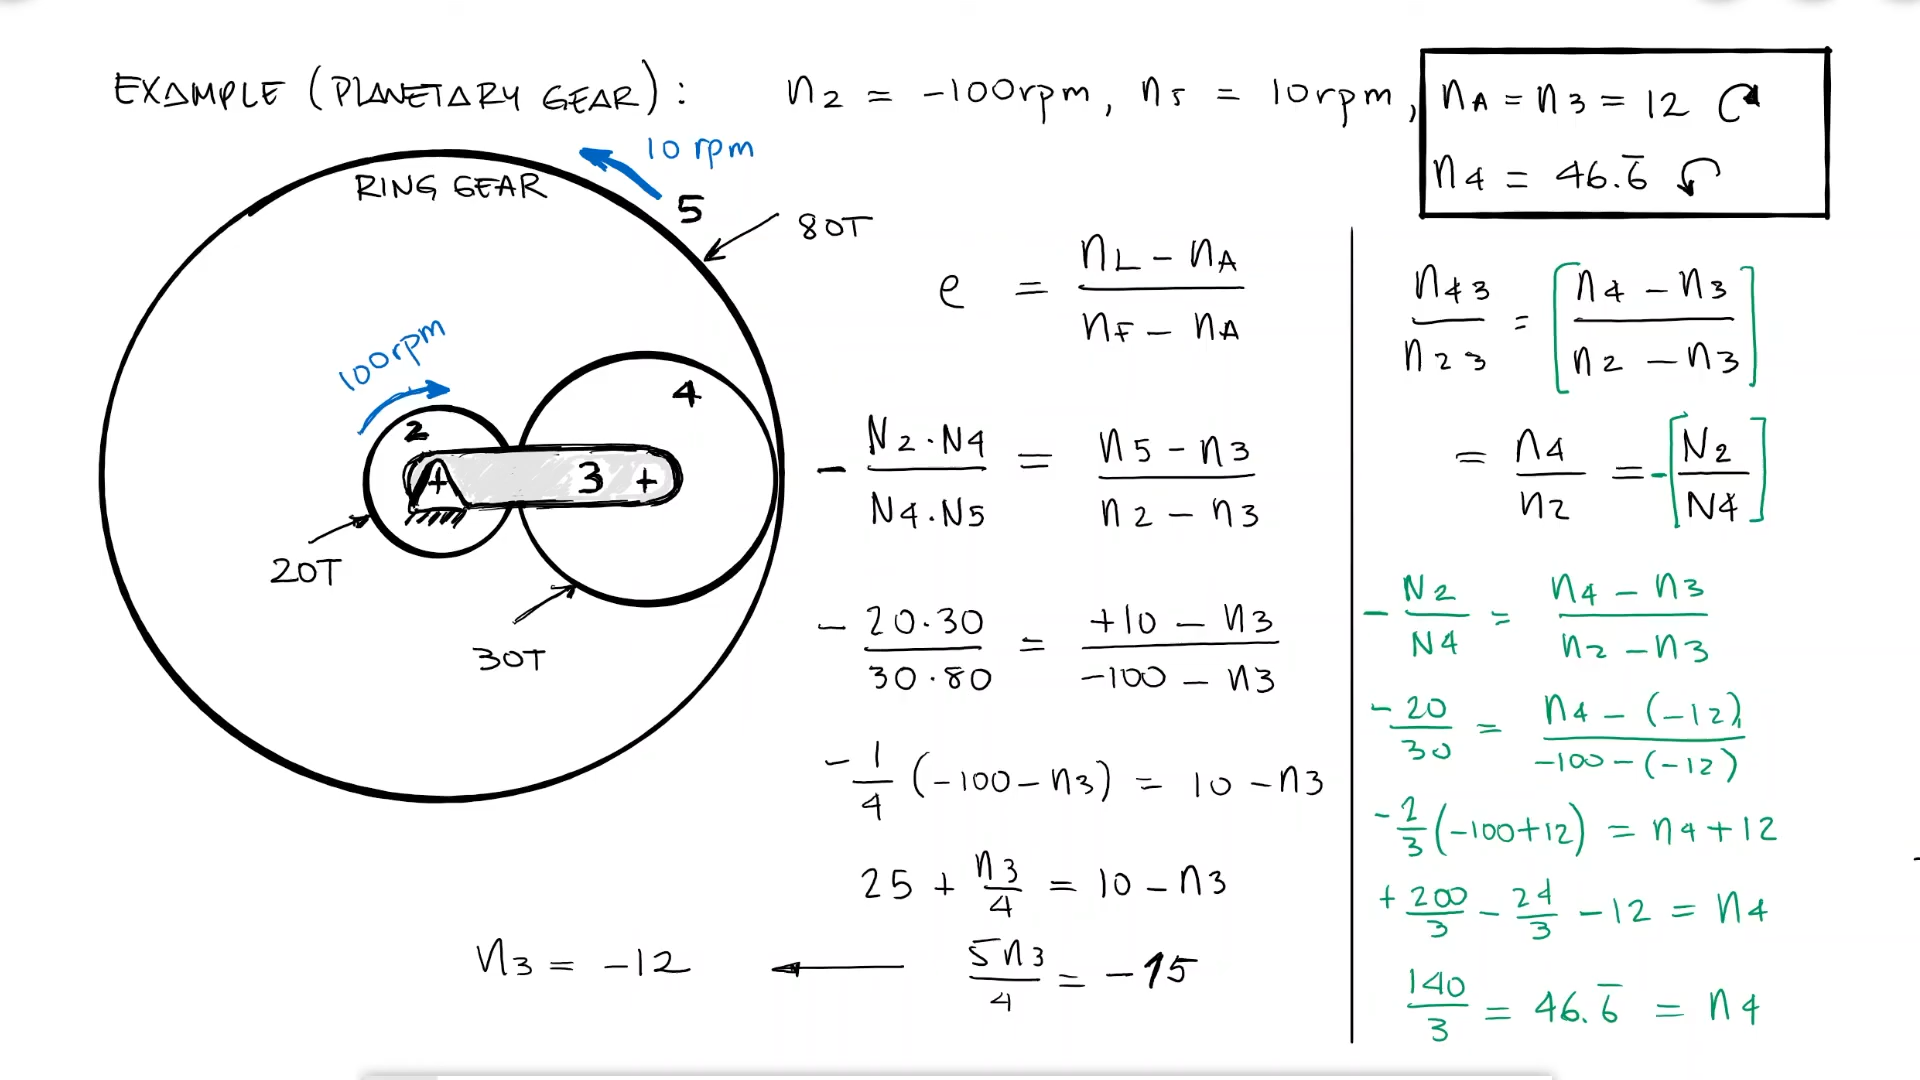 EXAMPLE (PLANETARY GEAR): n2 = -100rpm, n5 = 10rpm,
nA = n3 = 12
n4 = 46.6̅
10 rpm
RING GEAR
5
80T
100rpm
4
2
3 +
+
20T
30T
e = (nL - nA) / (nF - nA)
- (N2·N4) / (N4·N5) = (n5 - n3) / (n2 - n3)
- (20·30) / (30·80) = (+10 - n3) / (-100 - n3)
- 1/4 (-100 - n3) = 10 - n3
25 + n3/4 = 10 - n3
5n3/4 = -15
n3 = -12
n43 / n23 = [(n4 - n3) / (n2 - n3)]
= n4 / n2 = -[N2 / N4]
- N2 / N4 = (n4 - n3) / (n2 - n3)
- 20 / 30 = (n4 - (-12)) / (-100 - (-12))
- 2/3 (-100+12) = n4 + 12
+ 200/3 - 24/3 - 12 = n4
140/3 = 46.6̅ = n4